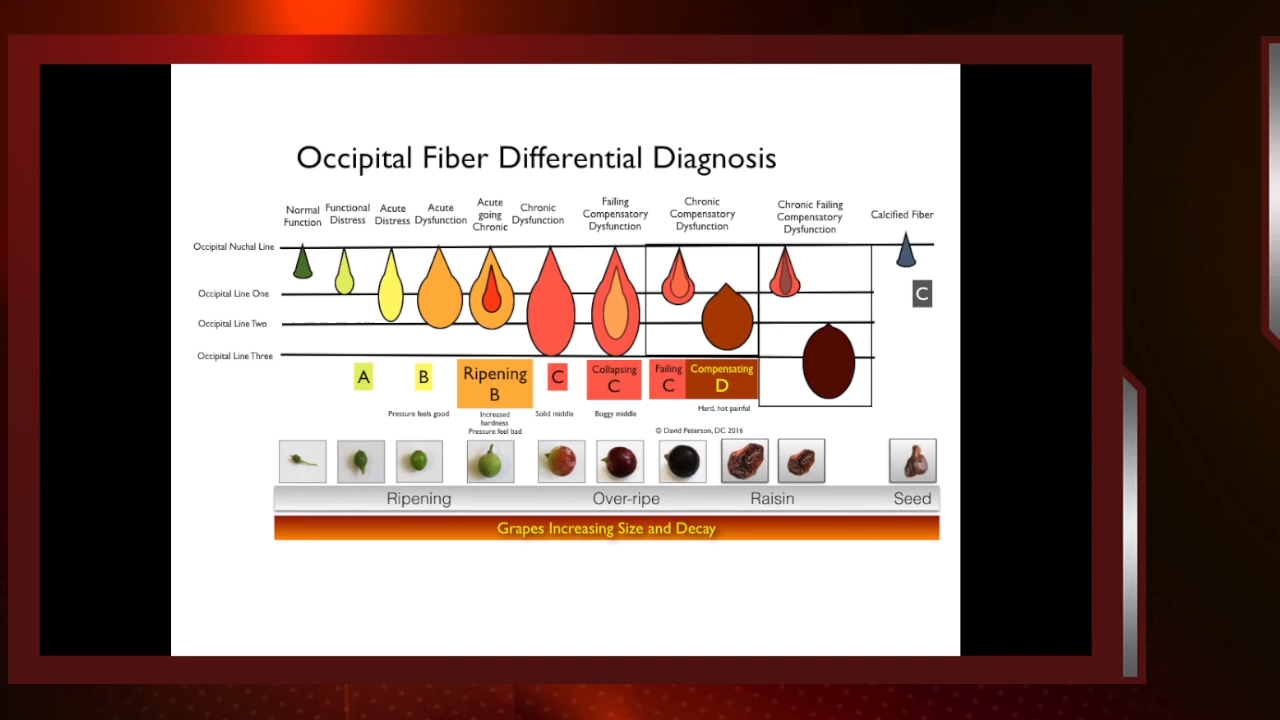 Occipital Fiber Differential Diagnosis
Normal
Function
Functional
Distress
Acute
Distress
Acute
Dysfunction
Acute
going
Chronic
Chronic
Dysfunction
Failing
Compensatory
Dysfunction
Chronic
Compensatory
Dysfunction
Chronic Failing
Compensatory
Dysfunction
Calcified Fiber
Occipital Nuchal Line
Occipital Line One
Occipital Line Two
Occipital Line Three
C
A
B
Ripening
B
C
Collapsing
C
Failing
C
Compensating
D
Pressure feels good
Increased
hardness
Pressure feel bad
Solid middle
Boggy middle
Hard, hot painful
© David Peterson, DC 2016
Ripening
Over-ripe
Raisin
Seed
Grapes Increasing Size and Decay